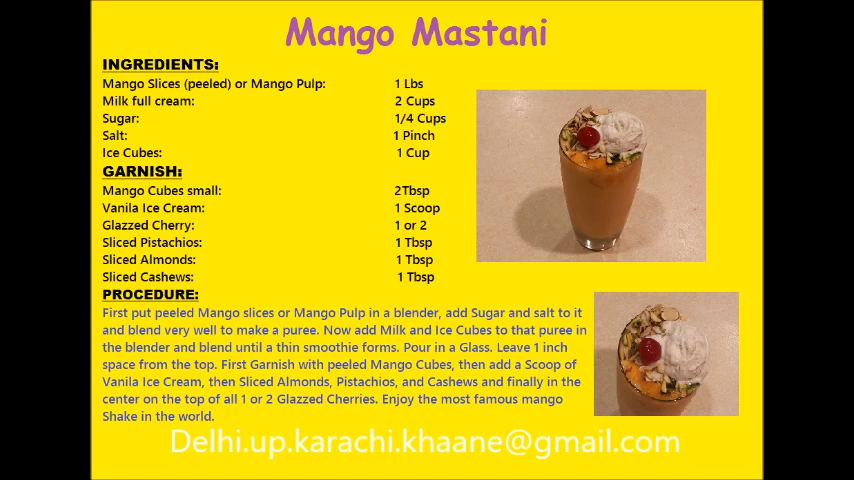 Mango Mastani
INGREDIENTS:
Mango Slices (peeled) or Mango Pulp: 1 Lbs
Milk full cream: 2 Cups
Sugar: 1/4 Cups
Salt: 1 Pinch
Ice Cubes: 1 Cup
GARNISH:
Mango Cubes small: 2Tbsp
Vanila Ice Cream: 1 Scoop
Glazzed Cherry: 1 or 2
Sliced Pistachios: 1 Tbsp
Sliced Almonds: 1 Tbsp
Sliced Cashews: 1 Tbsp
PROCEDURE:
First put peeled Mango slices or Mango Pulp in a blender, add Sugar and salt to it
and blend very well to make a puree. Now add Milk and Ice Cubes to that puree in
the blender and blend until a thin smoothie forms. Pour in a Glass. Leave 1 inch
space from the top. First Garnish with peeled Mango Cubes, then add a Scoop of
Vanila Ice Cream, then Sliced Almonds, Pistachios, and Cashews and finally in the
center on the top of all 1 or 2 Glazzed Cherries. Enjoy the most famous mango
Shake in the world.
Delhi.up.karachi.khaane@gmail.com